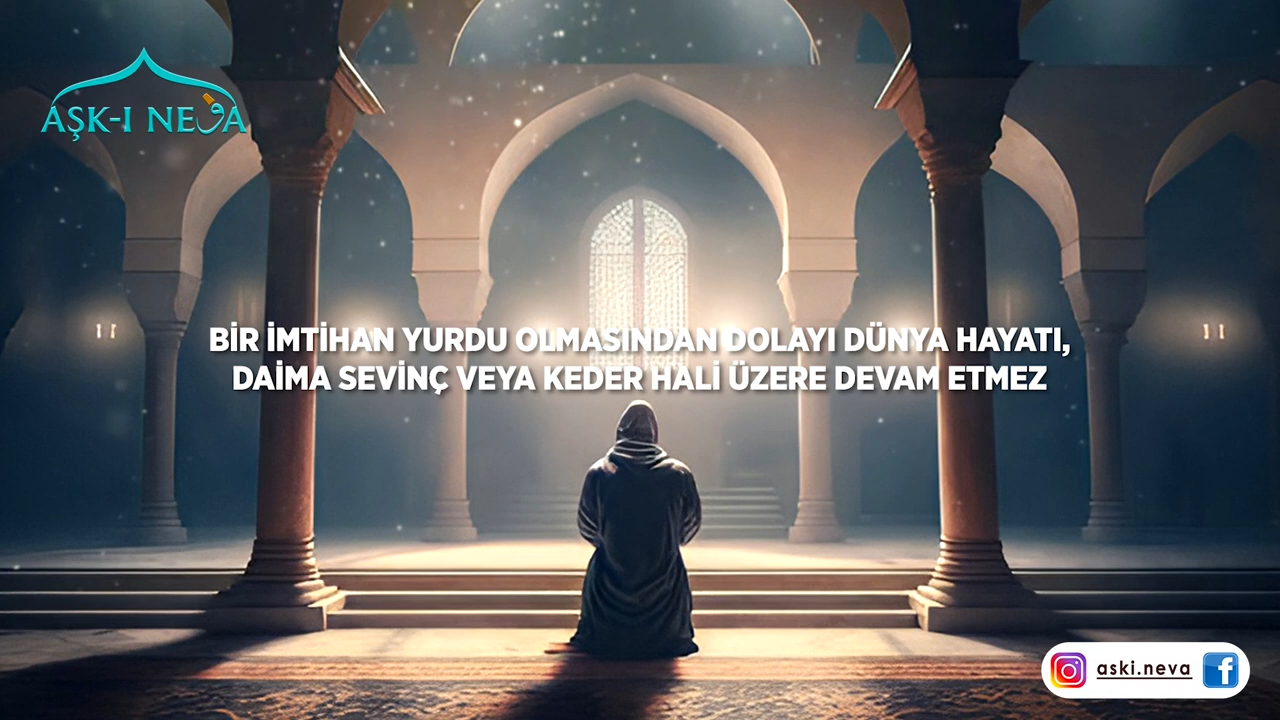 AŞK-I NEVA
BİR İMTİHAN YURDU OLMASINDAN DOLAYI DÜNYA HAYATI,
DAİMA SEVİNÇ VEYA KEDER HALİ ÜZERE DEVAM ETMEZ
aski.neva